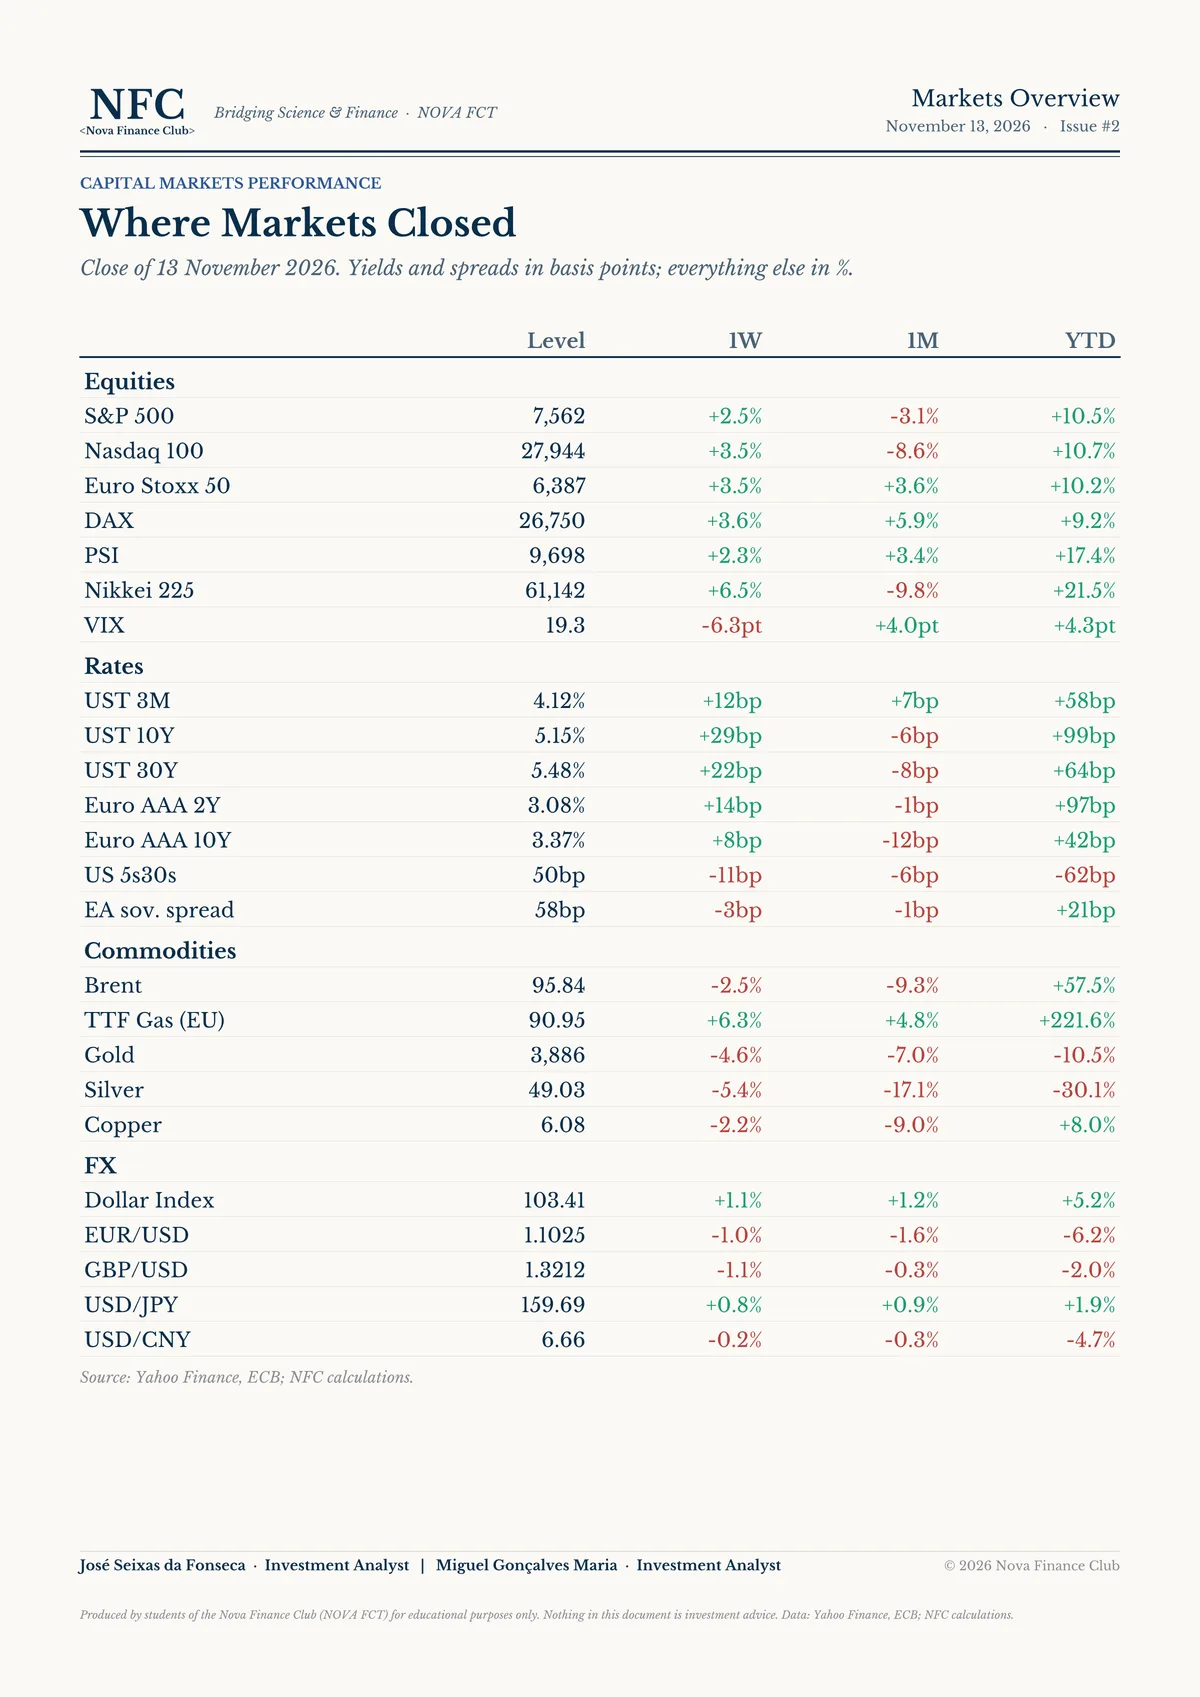 NFC
<Nova Finance Club>
Bridging Science & Finance · NOVA FCT
Markets Overview
November 13, 2026 · Issue #2
CAPITAL MARKETS PERFORMANCE
Where Markets Closed
Close of 13 November 2026. Yields and spreads in basis points; everything else in %.
Level 1W 1M YTD
Equities
S&P 500 7,562 +2.5% -3.1% +10.5%
Nasdaq 100 27,944 +3.5% -8.6% +10.7%
Euro Stoxx 50 6,387 +3.5% +3.6% +10.2%
DAX 26,750 +3.6% +5.9% +9.2%
PSI 9,698 +2.3% +3.4% +17.4%
Nikkei 225 61,142 +6.5% -9.8% +21.5%
VIX 19.3 -6.3pt +4.0pt +4.3pt
Rates
UST 3M 4.12% +12bp +7bp +58bp
UST 10Y 5.15% +29bp -6bp +99bp
UST 30Y 5.48% +22bp -8bp +64bp
Euro AAA 2Y 3.08% +14bp -1bp +97bp
Euro AAA 10Y 3.37% +8bp -12bp +42bp
US 5s30s 50bp -11bp -6bp -62bp
EA sov. spread 58bp -3bp -1bp +21bp
Commodities
Brent 95.84 -2.5% -9.3% +57.5%
TTF Gas (EU) 90.95 +6.3% +4.8% +221.6%
Gold 3,886 -4.6% -7.0% -10.5%
Silver 49.03 -5.4% -17.1% -30.1%
Copper 6.08 -2.2% -9.0% +8.0%
FX
Dollar Index 103.41 +1.1% +1.2% +5.2%
EUR/USD 1.1025 -1.0% -1.6% -6.2%
GBP/USD 1.3212 -1.1% -0.3% -2.0%
USD/JPY 159.69 +0.8% +0.9% +1.9%
USD/CNY 6.66 -0.2% -0.3% -4.7%
Source: Yahoo Finance, ECB; NFC calculations.
José Seixas da Fonseca · Investment Analyst | Miguel Gonçalves Maria · Investment Analyst
© 2026 Nova Finance Club
Produced by students of the Nova Finance Club (NOVA FCT) for educational purposes only. Nothing in this document is investment advice. Data: Yahoo Finance, ECB; NFC calculations.